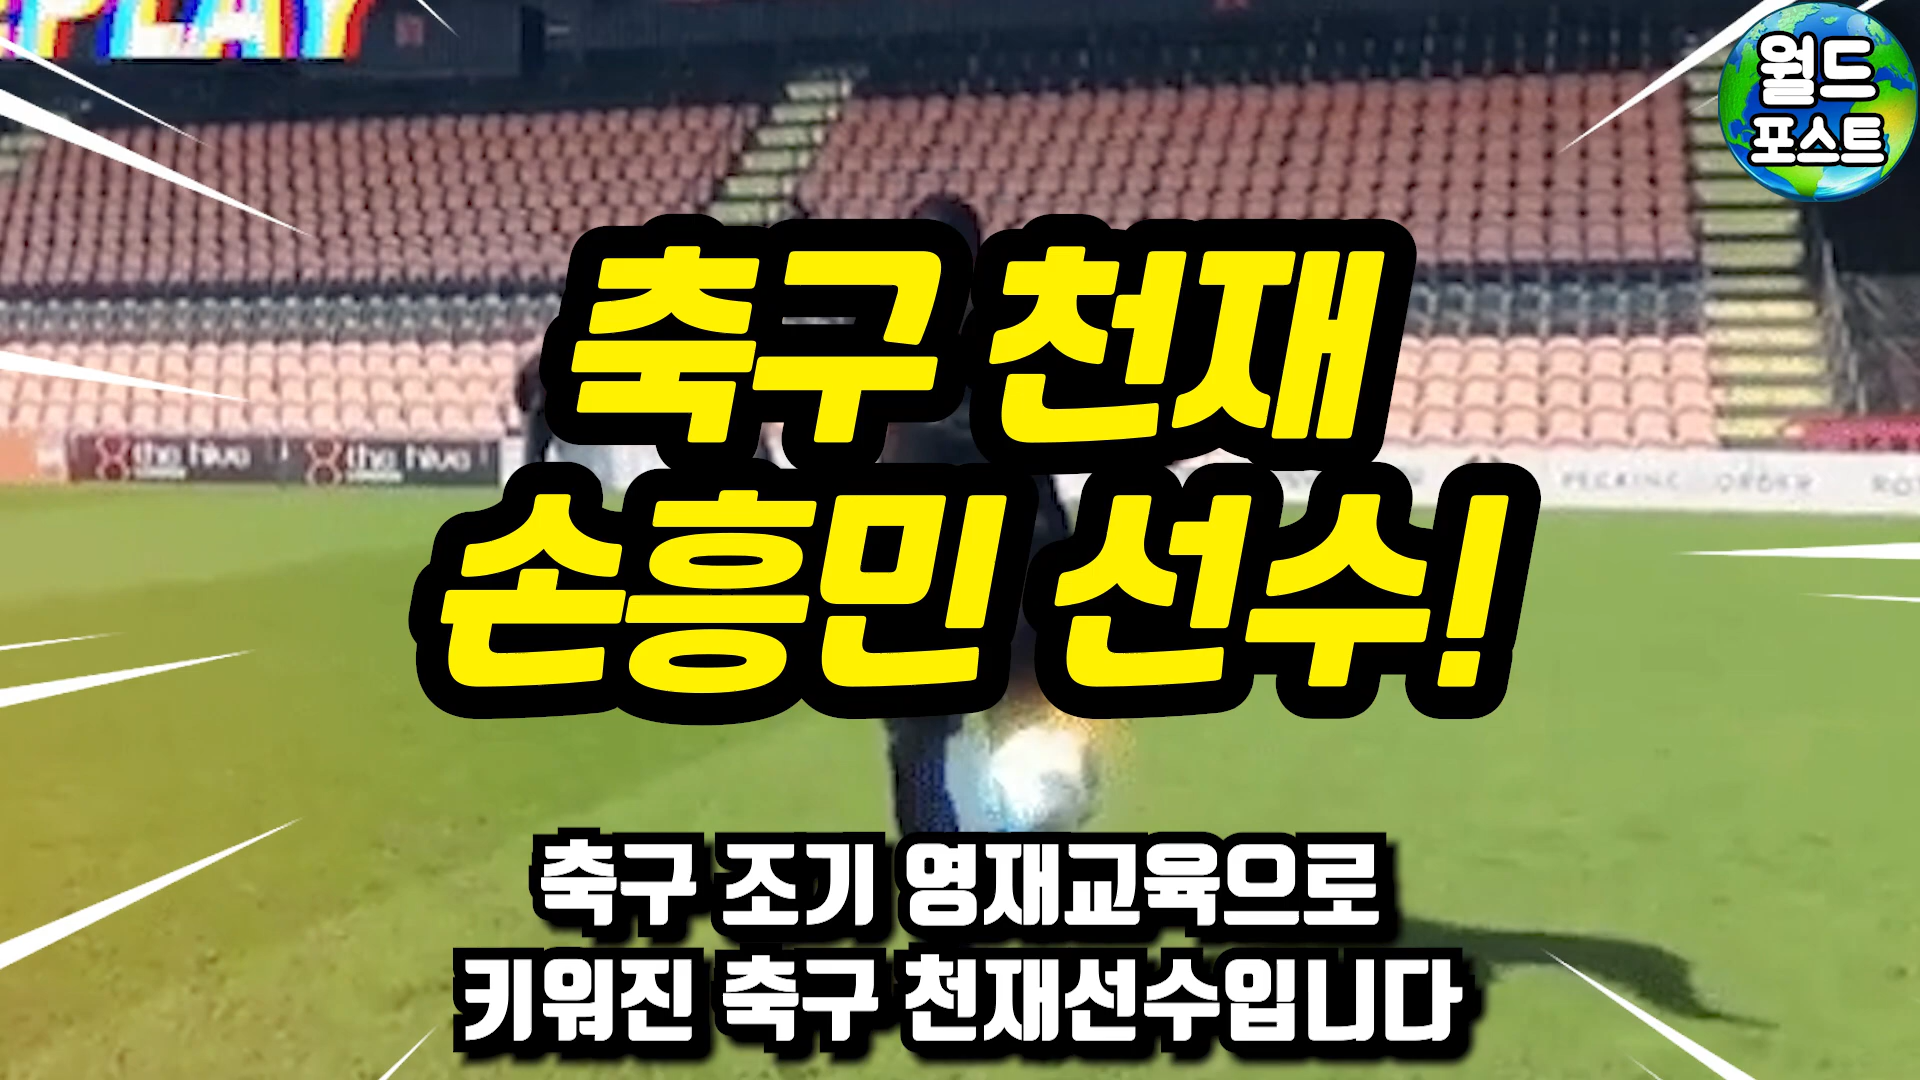 PLAY
월드
포스트
축구 천재
손흥민 선수!
the hive
the hive
PECKING ORDER
축구 조기 영재교육으로
키워진 축구 천재선수입니다